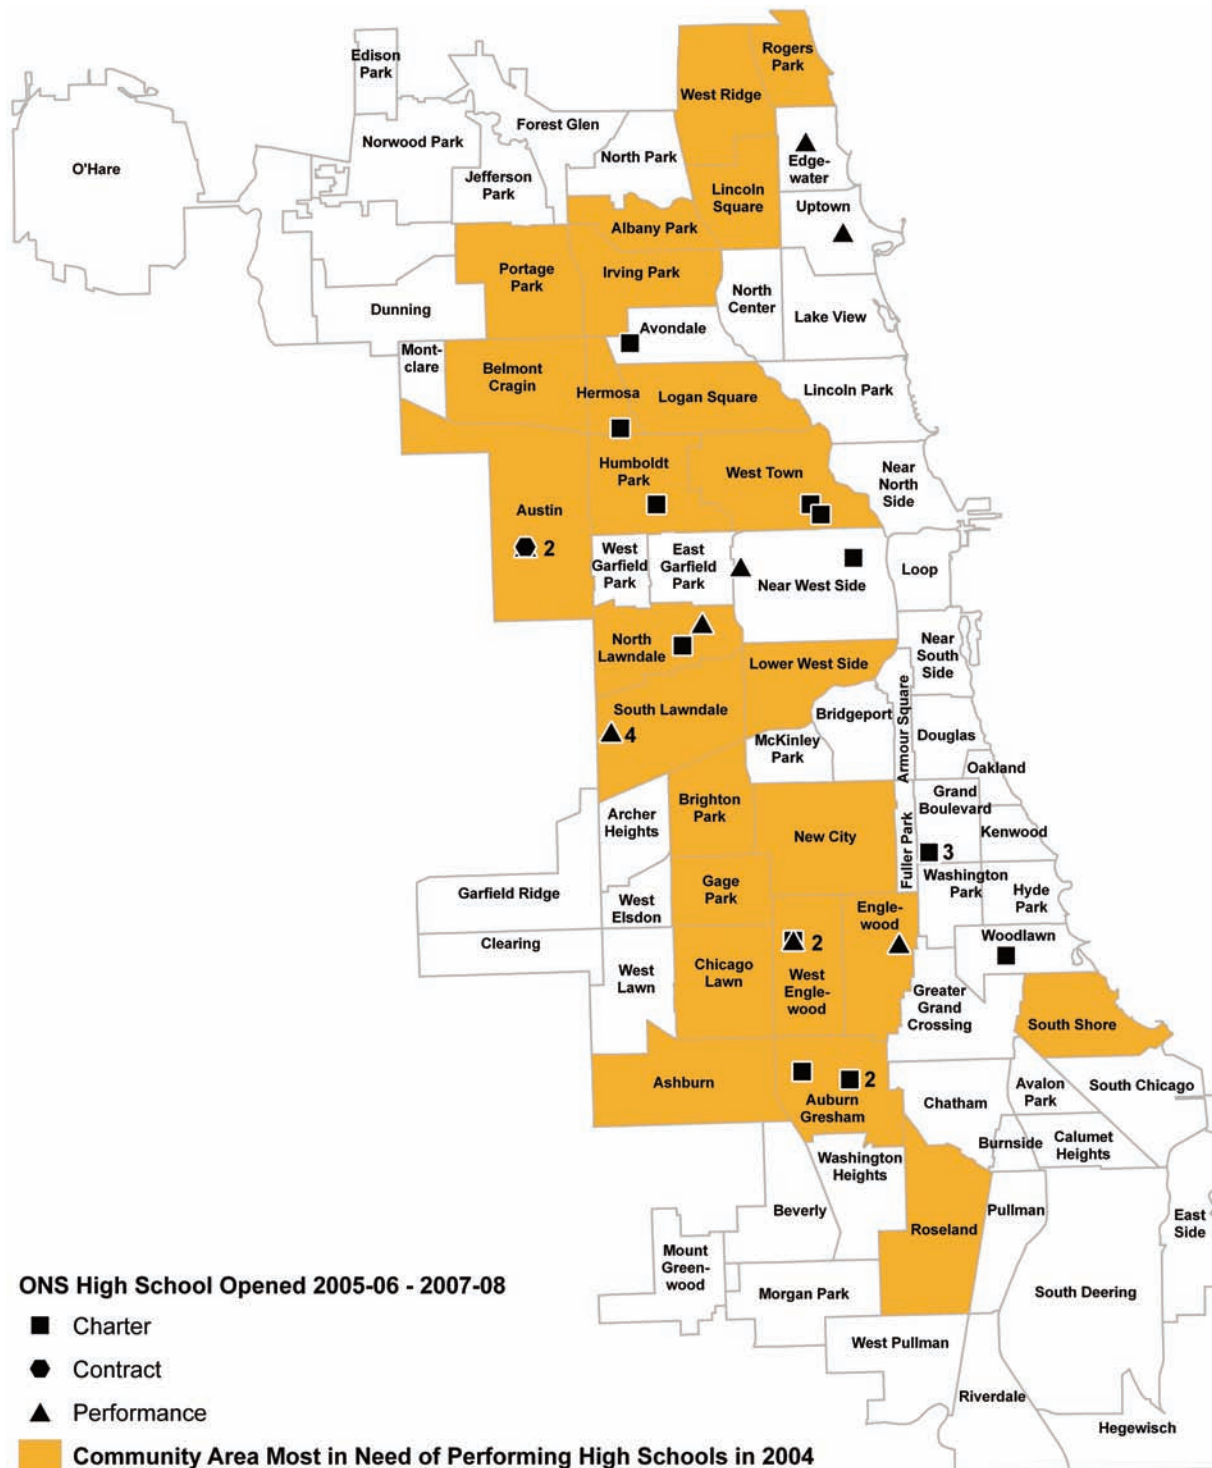 Edison
Park
Rogers
Park
West Ridge
Forest Glen
Norwood Park
North Park
O'Hare
Jefferson
Park
Edge-
water
Lincoln
Square
Uptown
Albany Park
Portage
Park
Irving Park
North
Center
Dunning
Lake View
Avondale
Mont-
clare
Belmont
Cragin
Hermosa
Logan Square
Lincoln Park
Humboldt
Park
West Town
Near
North
Side
Austin
2
West
Garfield
Park
East
Garfield
Park
Near West Side
Loop
North
Lawndale
Near
South
Side
Lower West Side
South Lawndale
4
Bridgeport
Armour Square
McKinley
Park
Douglas
Oakland
Brighton
Park
Grand
Boulevard
Archer
Heights
New City
Fuller Park
Kenwood
3
Washington
Park
Gage
Park
Hyde
Park
Garfield Ridge
West
Elsdon
Engle-
wood
Clearing
2
Woodlawn
West
Lawn
Chicago
Lawn
West
Engle-
wood
Greater
Grand
Crossing
South Shore
Ashburn
2
Auburn
Gresham
Chatham
Avalon
Park
South Chicago
Burnside
Calumet
Heights
Washington
Heights
Beverly
Roseland
Pullman
East
Side
Mount
Green-
wood
Morgan Park
South Deering
West Pullman
Riverdale
Hegewisch
ONS High School Opened 2005-06 - 2007-08
Charter
Contract
Performance
Community Area Most in Need of Performing High Schools in 2004